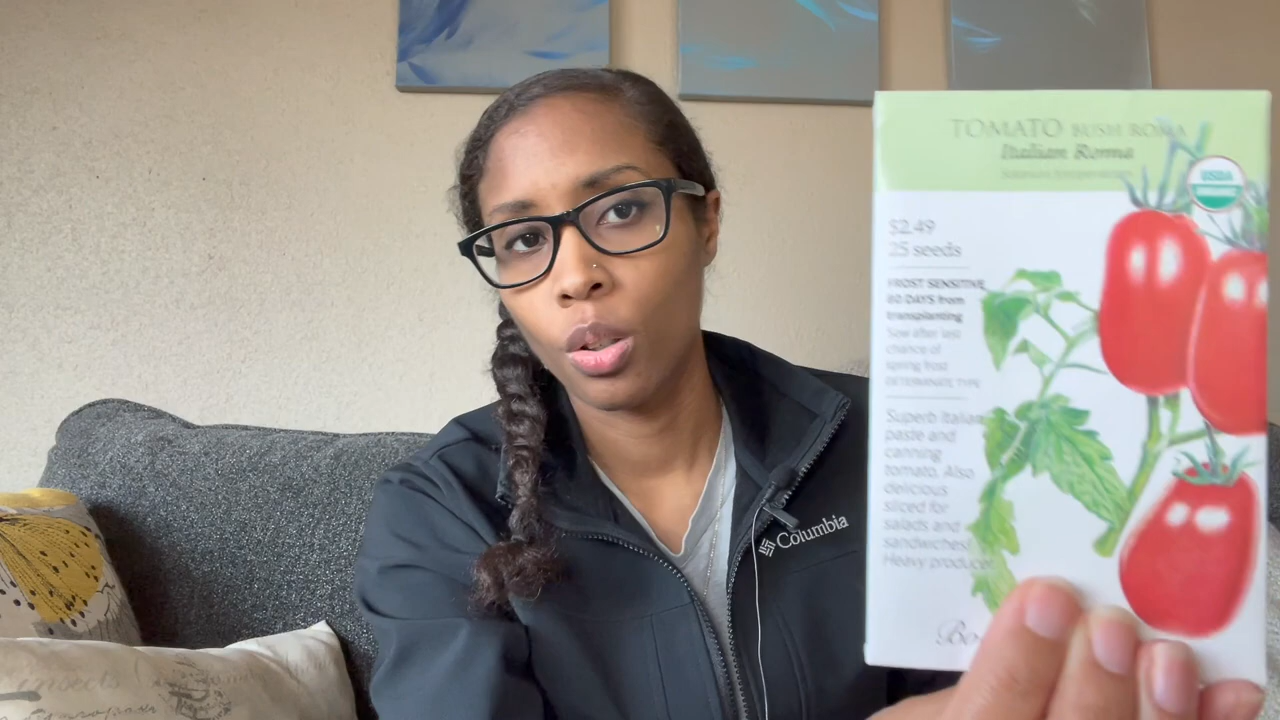 TOMATO BUSH ROMA
Italian Roma
USDA
ORGANIC
$2.49
25 seeds
FROST SENSITIVE
80 DAYS from
transplanting
Sow after last
chance of
spring frost
DETERMINATE TYPE
Superb Italian
paste and
canning
tomato. Also
delicious
sliced for
salads and
sandwiches!
Heavy producer
Columbia